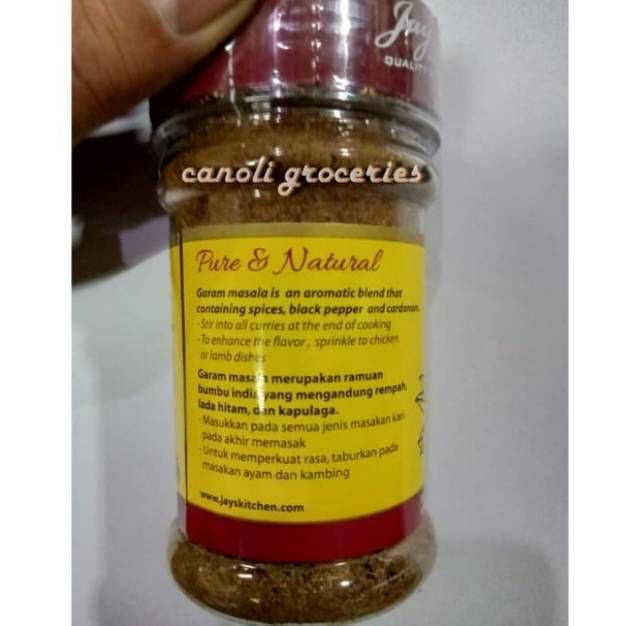 Jay
QUALITY
canoli groceries
Pure & Natural
Garam masala is an aromatic blend that
containing spices, black pepper and cardamon.
-Stir into all curries at the end of cooking
-To enhance the flavor, sprinkle to chicken
or lamb dishes
Garam masala merupakan ramuan
bumbu india yang mengandung rempah,
lada hitam, dan kapulaga.
-Masukkan pada semua jenis masakan kari
pada akhir memasak
-Untuk memperkuat rasa, taburkan pada
masakan ayam dan kambing
www.jayskitchen.com